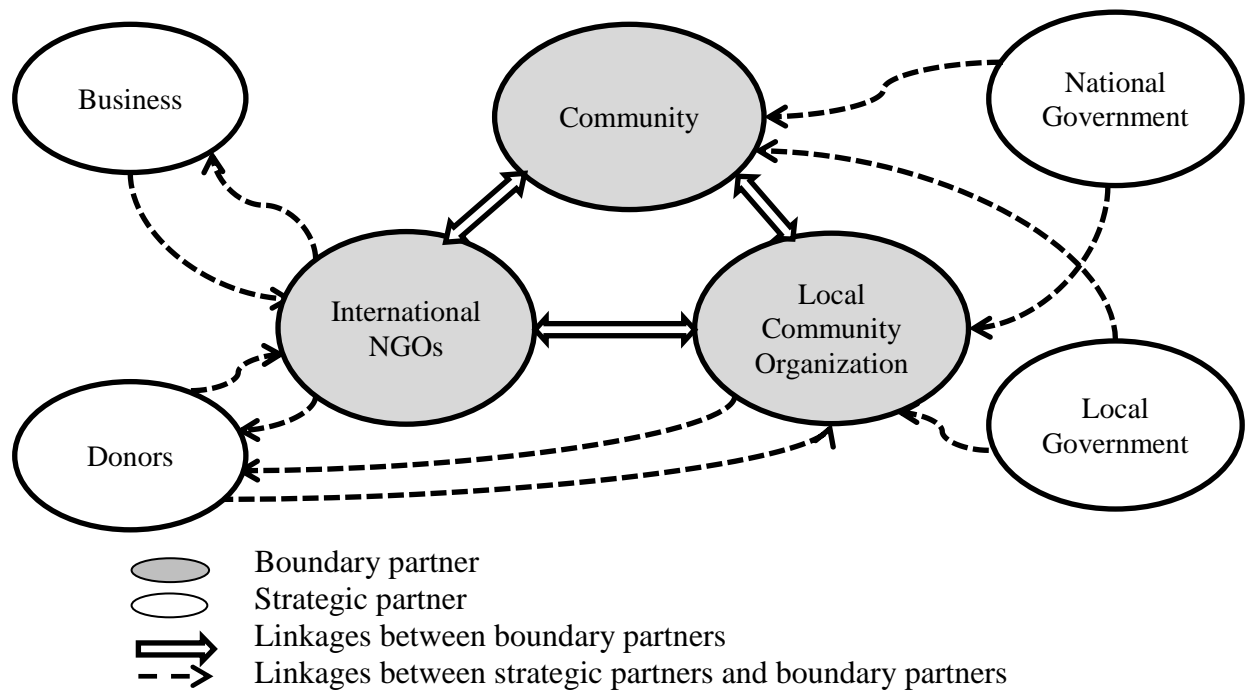 Business
Community
National
Government
International
NGOs
Local
Community
Organization
Donors
Local
Government
Boundary partner
Strategic partner
Linkages between boundary partners
Linkages between strategic partners and boundary partners